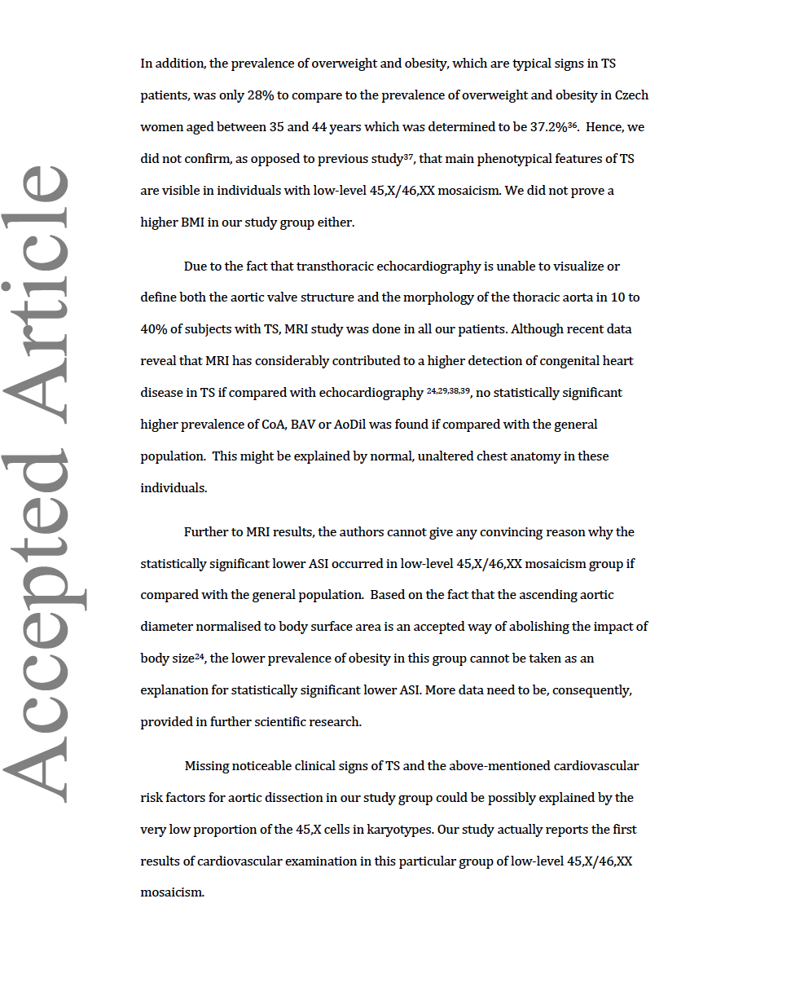 In addition, the prevalence of overweight and obesity, which are typical signs in TS
patients, was only 28% to compare to the prevalence of overweight and obesity in Czech
women aged between 35 and 44 years which was determined to be 37.2%³⁶.  Hence, we
did not confirm, as opposed to previous study³⁷, that main phenotypical features of TS
are visible in individuals with low-level 45,X/46,XX mosaicism. We did not prove a
higher BMI in our study group either.
Due to the fact that transthoracic echocardiography is unable to visualize or
define both the aortic valve structure and the morphology of the thoracic aorta in 10 to
40% of subjects with TS, MRI study was done in all our patients. Although recent data
reveal that MRI has considerably contributed to a higher detection of congenital heart
disease in TS if compared with echocardiography ²⁴,²⁹,³⁸,³⁹, no statistically significant
higher prevalence of CoA, BAV or AoDil was found if compared with the general
population.  This might be explained by normal, unaltered chest anatomy in these
individuals.
Further to MRI results, the authors cannot give any convincing reason why the
statistically significant lower ASI occurred in low-level 45,X/46,XX mosaicism group if
compared with the general population.  Based on the fact that the ascending aortic
diameter normalised to body surface area is an accepted way of abolishing the impact of
body size²⁴, the lower prevalence of obesity in this group cannot be taken as an
explanation for statistically significant lower ASI. More data need to be, consequently,
provided in further scientific research.
Missing noticeable clinical signs of TS and the above-mentioned cardiovascular
risk factors for aortic dissection in our study group could be possibly explained by the
very low proportion of the 45,X cells in karyotypes. Our study actually reports the first
results of cardiovascular examination in this particular group of low-level 45,X/46,XX
mosaicism.
Accepted Article